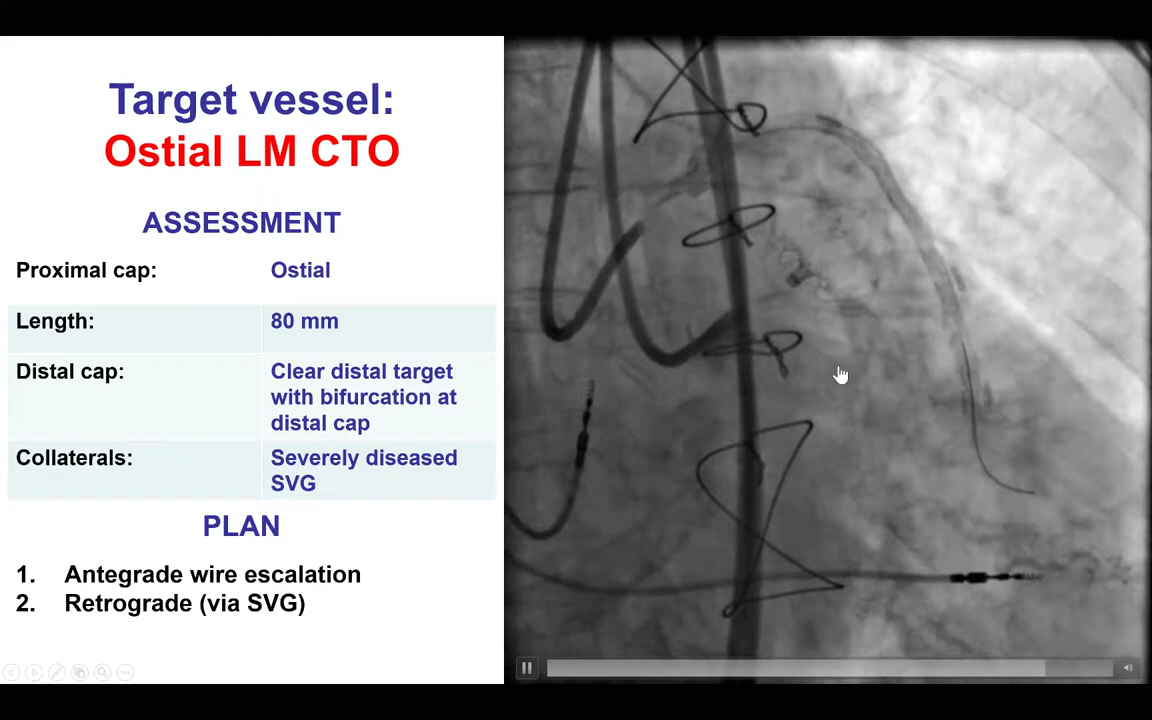 Target vessel:
Ostial LM CTO
ASSESSMENT
Proximal cap: Ostial
Length: 80 mm
Distal cap: Clear distal target
with bifurcation at
distal cap
Collaterals: Severely diseased
SVG
PLAN
1. Antegrade wire escalation
2. Retrograde (via SVG)